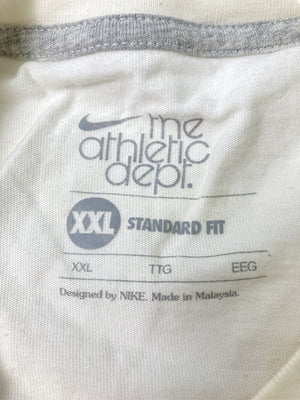 the
athletic
dept.
XXL STANDARD FIT
XXL TTG EEG
Designed by NIKE. Made in Malaysia.